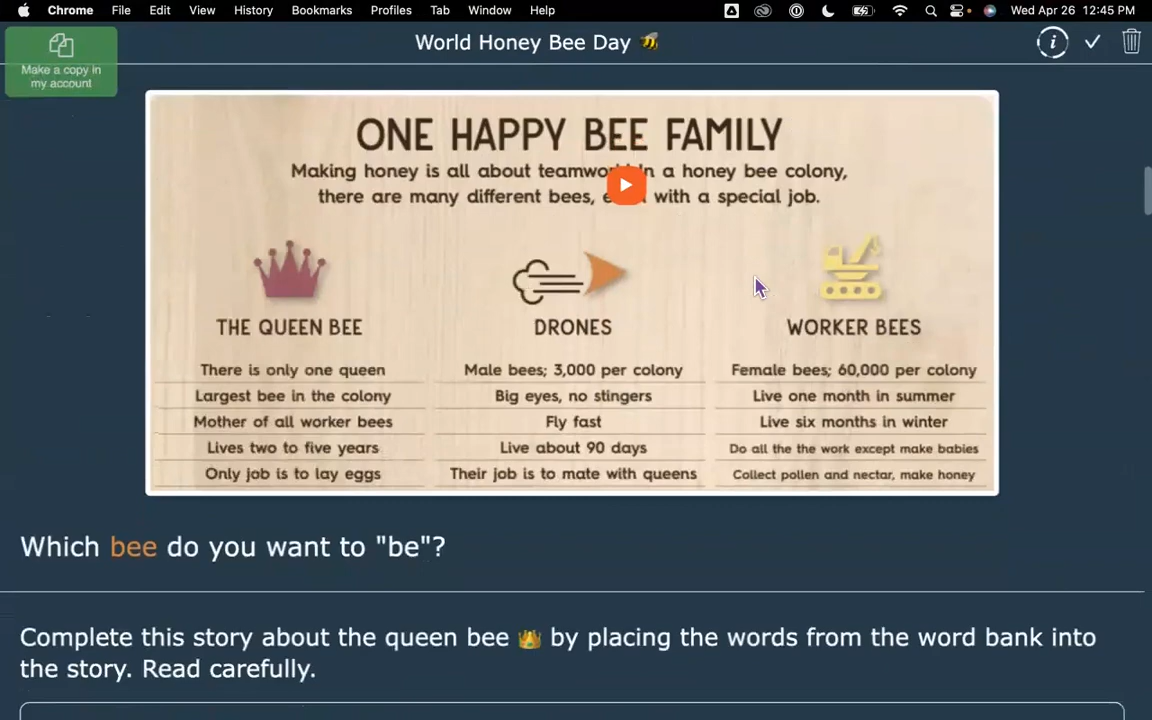 Chrome File Edit View History Bookmarks Profiles Tab Window Help Wed Apr 26 12:45 PM
Make a copy in
my account
World Honey Bee Day 🐝
ONE HAPPY BEE FAMILY
Making honey is all about teamwor n a honey bee colony,
there are many different bees, e with a special job.
THE QUEEN BEE
There is only one queen
Largest bee in the colony
Mother of all worker bees
Lives two to five years
Only job is to lay eggs
DRONES
Male bees; 3,000 per colony
Big eyes, no stingers
Fly fast
Live about 90 days
Their job is to mate with queens
WORKER BEES
Female bees; 60,000 per colony
Live one month in summer
Live six months in winter
Do all the the work except make babies
Collect pollen and nectar, make honey
Which bee do you want to "be"?
Complete this story about the queen bee 👑 by placing the words from the word bank into
the story. Read carefully.